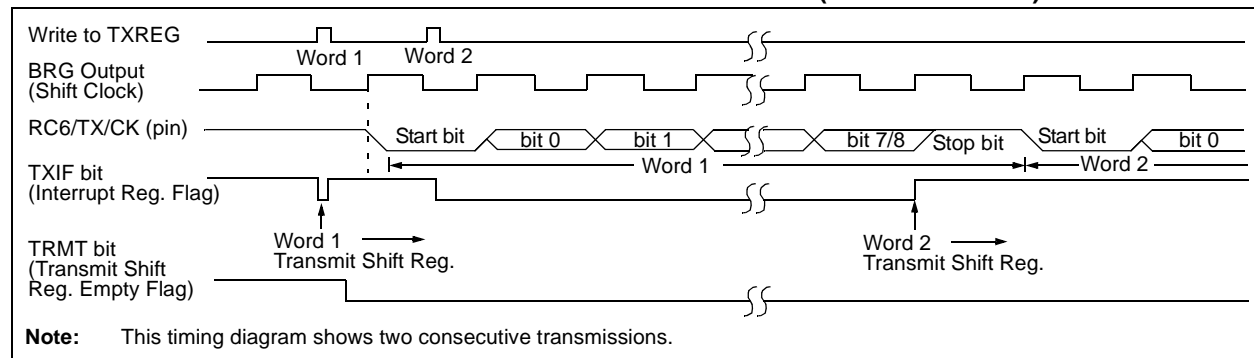 Write to TXREG
Word 1
Word 2
BRG Output
(Shift Clock)
RC6/TX/CK (pin)
Start bit
bit 0
bit 1
bit 7/8
Stop bit
Start bit
bit 0
Word 1
Word 2
TXIF bit
(Interrupt Reg. Flag)
Word 1
Transmit Shift Reg.
Word 2
Transmit Shift Reg.
TRMT bit
(Transmit Shift
Reg. Empty Flag)
Note: This timing diagram shows two consecutive transmissions.